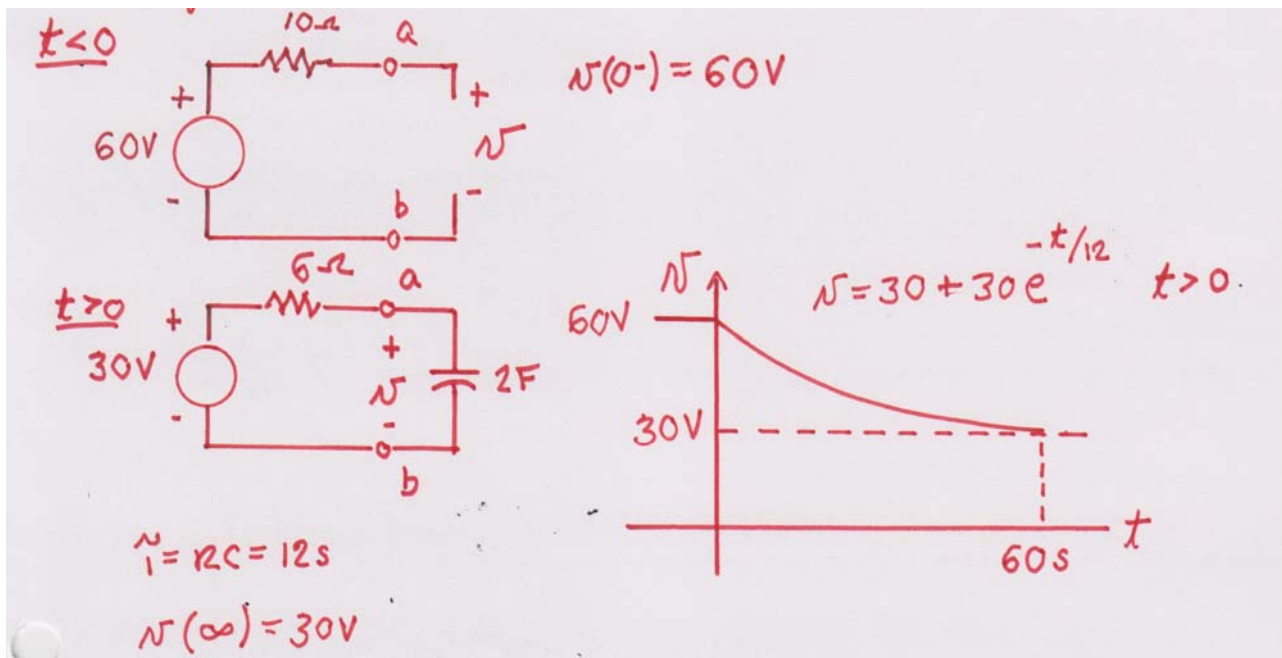 t<0
10Ω
a
+
60V
-
+
v
-
b
v(0-) = 60V
t>0
6Ω
a
+
30V
-
+
v
-
b
2F
τ = RC = 12s
v(∞) = 30V
v
v = 30 + 30e^{-t/12} t>0.
60V
30V
60s
t